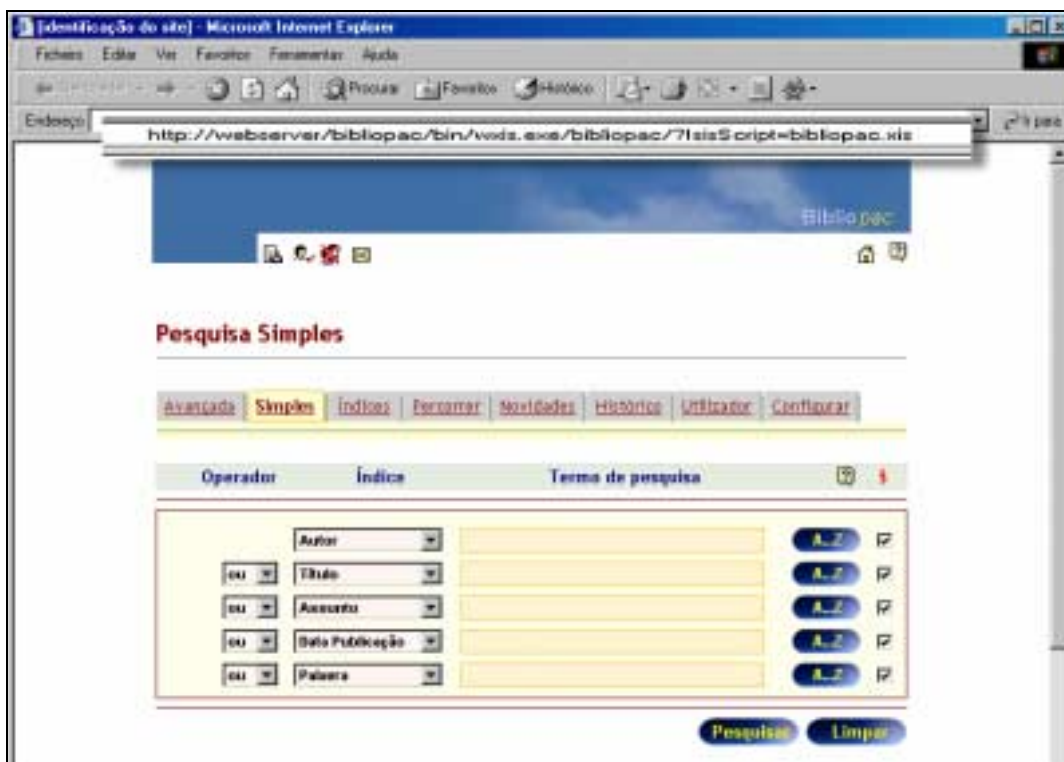 [identificação do site] - Microsoft Internet Explorer
Ficheiro Editar Ver Favoritos Ferramentas Ajuda
Procurar Favoritos Histórico
Endereço
http://webserver/bibliopac/bin/wxis.exe/bibliopac/?IsisScript=bibliopac.xis
Ir para
Bibliopac
Pesquisa Simples
Avançada Simples Índices Percorrer Novidades Histórico Utilizador Configurar
Operador Índice Termo de pesquisa $
Autor A...Z
ou Título A...Z
ou Assunto A...Z
ou Data Publicação A...Z
ou Palavra A...Z
Pesquisar Limpar